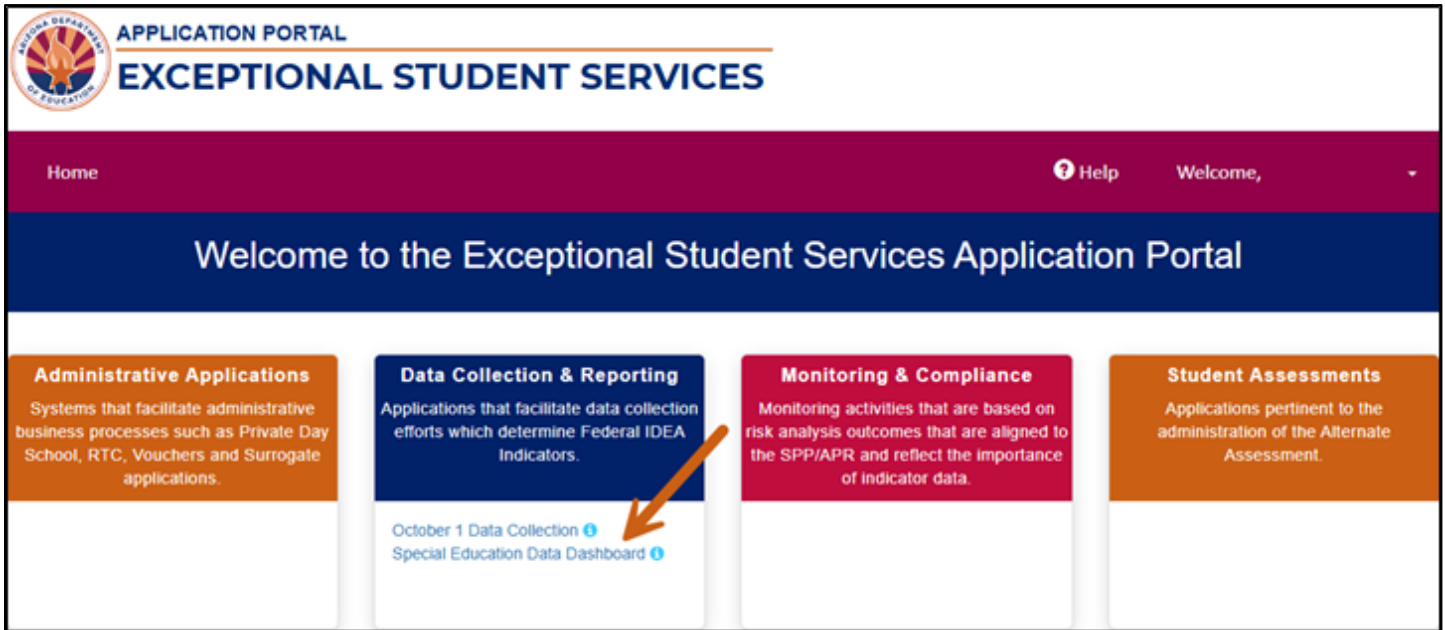 ARIZONA DEPARTMENT
OF EDUCATION
APPLICATION PORTAL
EXCEPTIONAL STUDENT SERVICES
Home
Help
Welcome,
Welcome to the Exceptional Student Services Application Portal
Administrative Applications
Systems that facilitate administrative
business processes such as Private Day
School, RTC, Vouchers and Surrogate
applications.
Data Collection & Reporting
Applications that facilitate data collection
efforts which determine Federal IDEA
Indicators.
October 1 Data Collection
Special Education Data Dashboard
Monitoring & Compliance
Monitoring activities that are based on
risk analysis outcomes that are aligned to
the SPP/APR and reflect the importance
of indicator data.
Student Assessments
Applications pertinent to the
administration of the Alternate
Assessment.